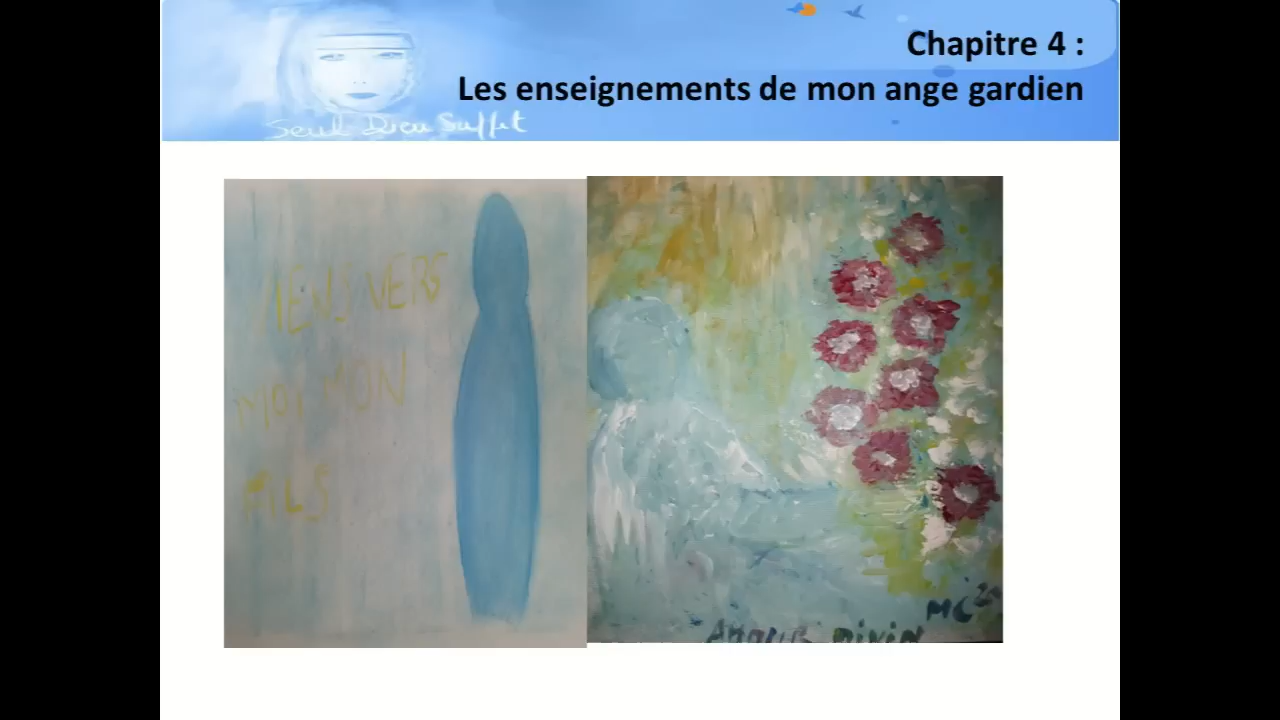 Chapitre 4 :
Les enseignements de mon ange gardien
Seul Dieu Suffit
VIENS VERS
MOI MON
FILS
MC
AMOUR DIVIN